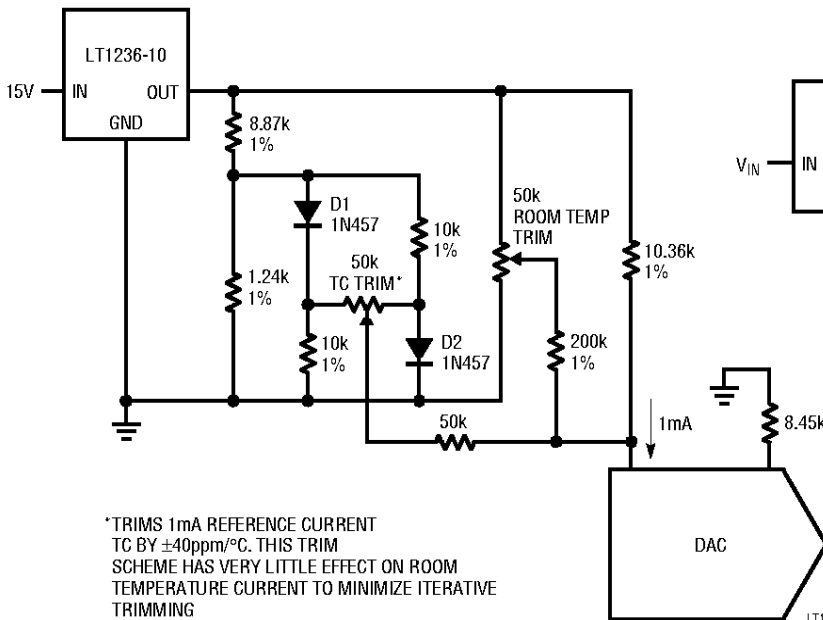 LT1236-10
15V
IN
OUT
GND
8.87k
1%
D1
1N457
10k
1%
50k
ROOM TEMP
TRIM
VIN
IN
50k
TC TRIM*
1.24k
1%
10.36k
1%
10k
1%
D2
1N457
200k
1%
50k
1mA
8.45k
DAC
*TRIMS 1mA REFERENCE CURRENT
TC BY ±40ppm/°C. THIS TRIM
SCHEME HAS VERY LITTLE EFFECT ON ROOM
TEMPERATURE CURRENT TO MINIMIZE ITERATIVE
TRIMMING